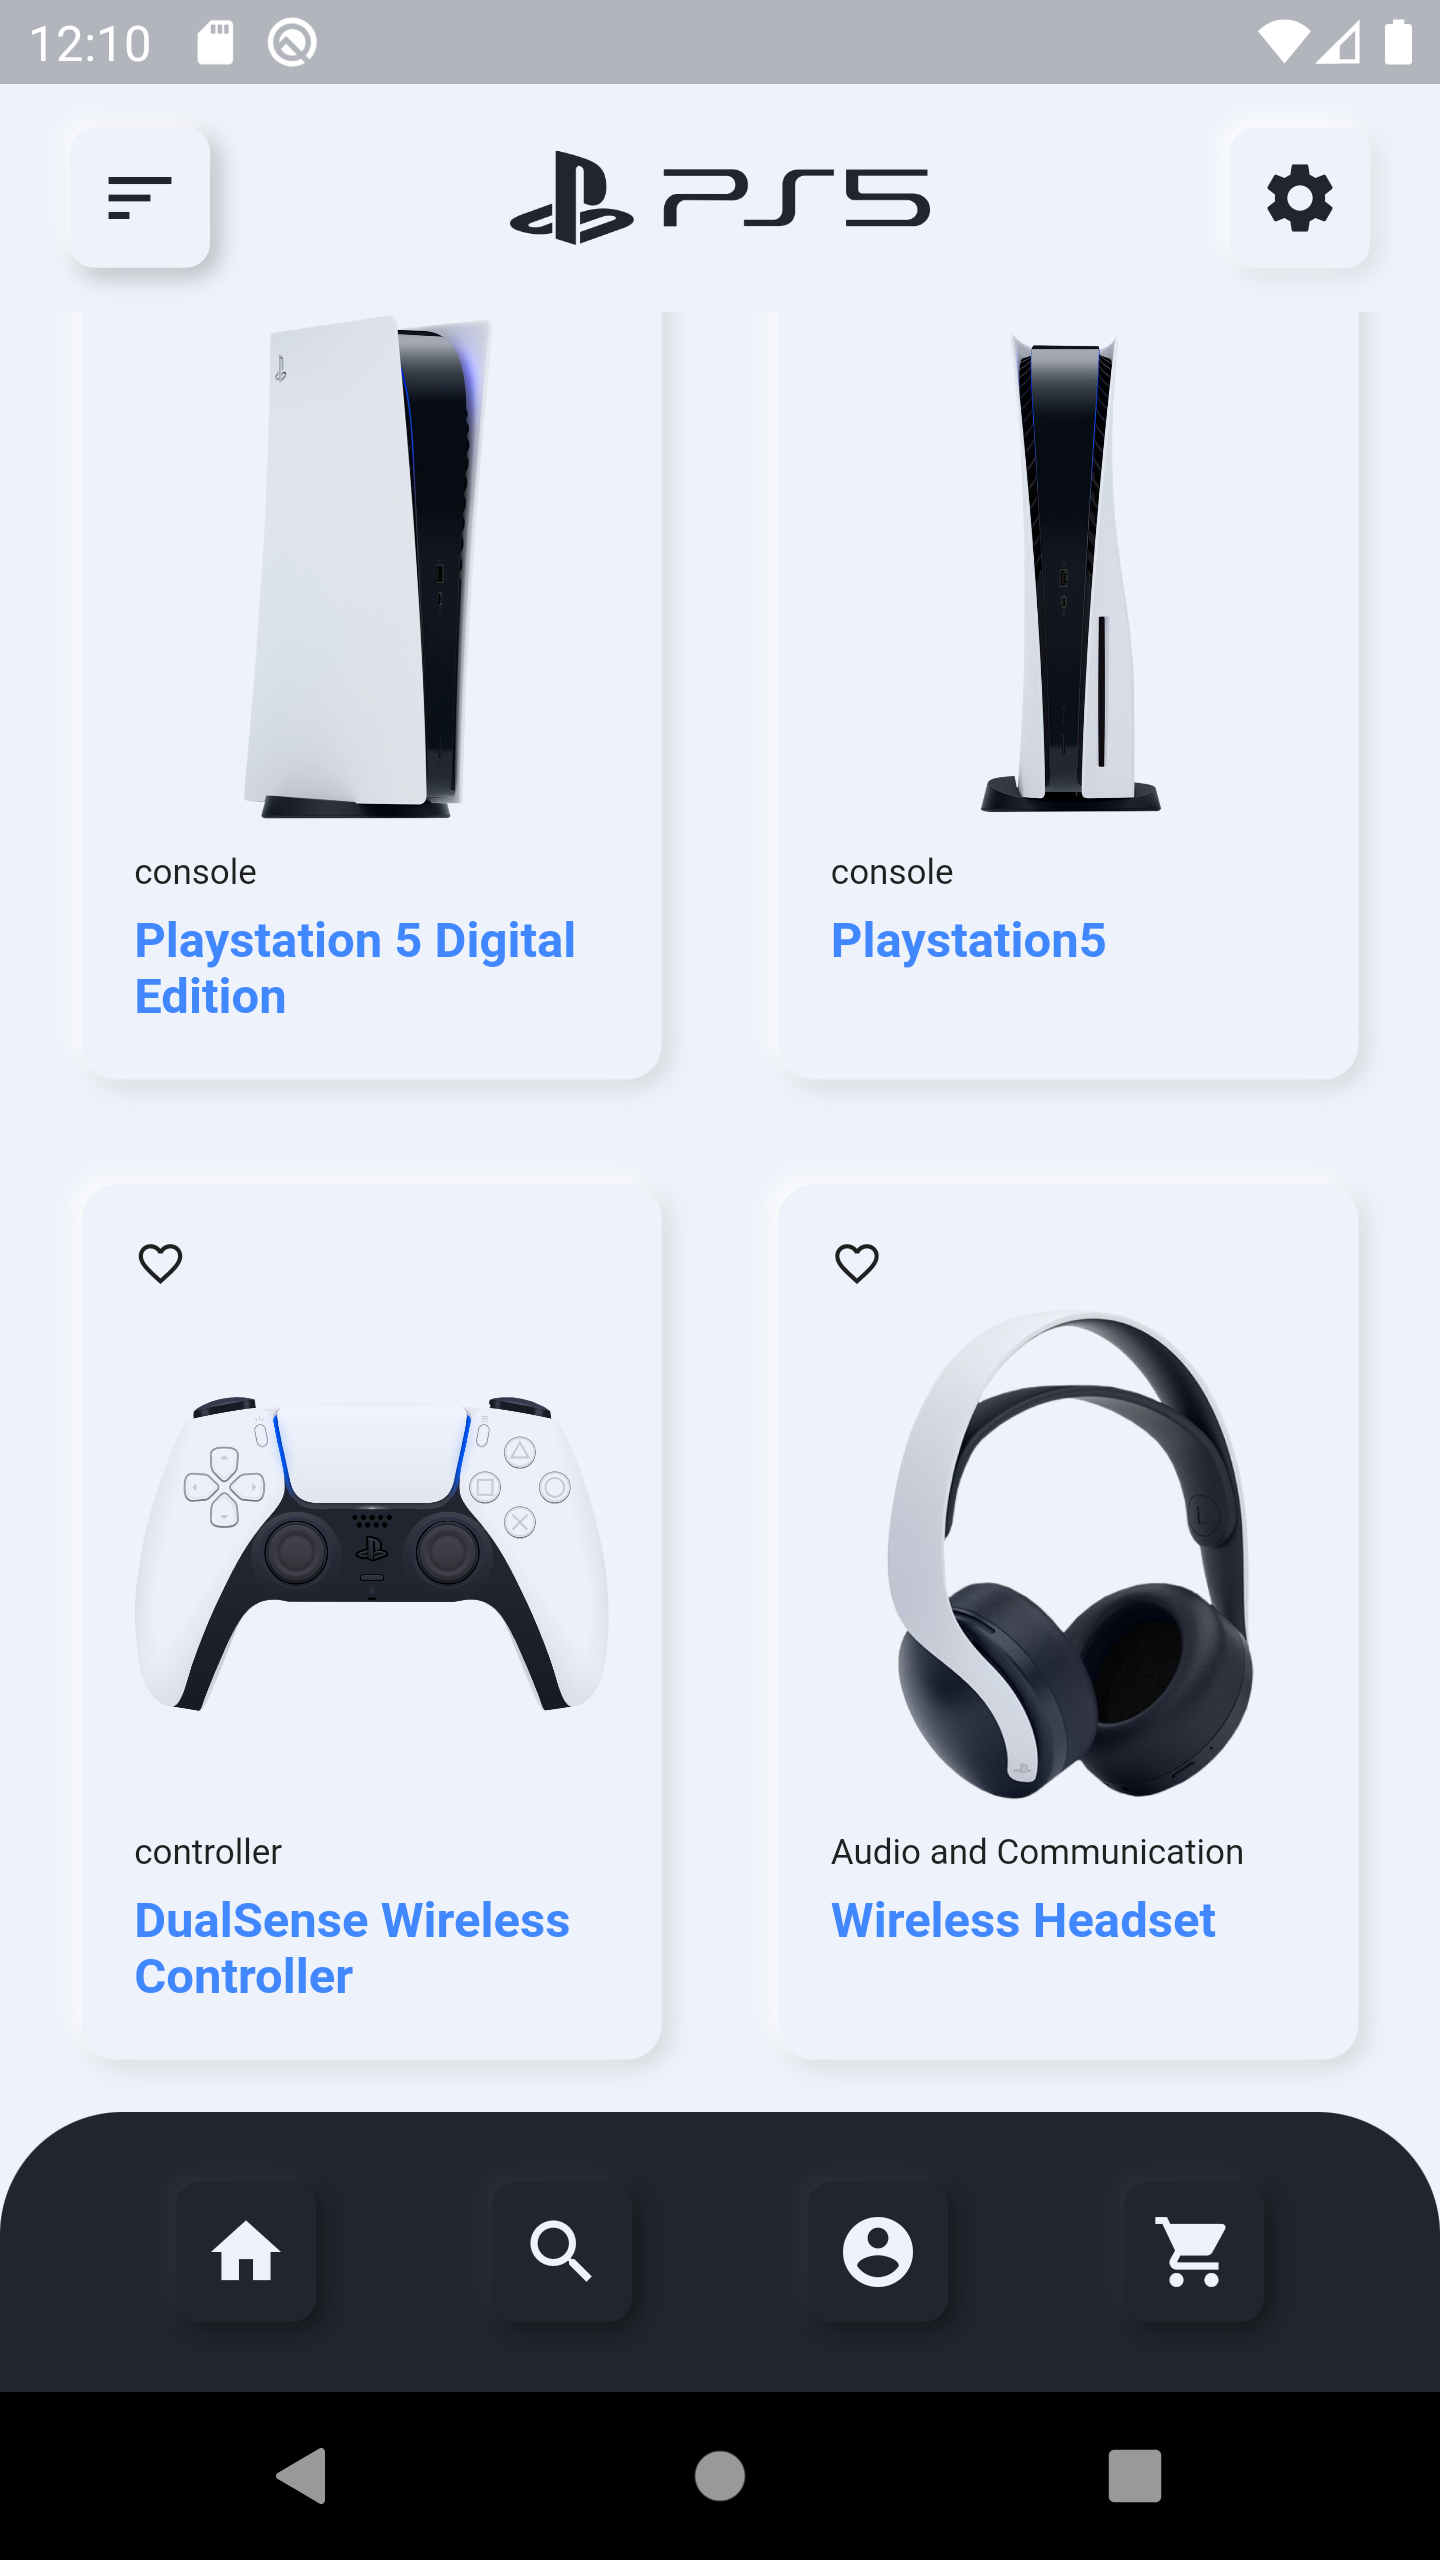 12:10
PS5
console
Playstation 5 Digital
Edition
console
Playstation5
controller
DualSense Wireless
Controller
Audio and Communication
Wireless Headset